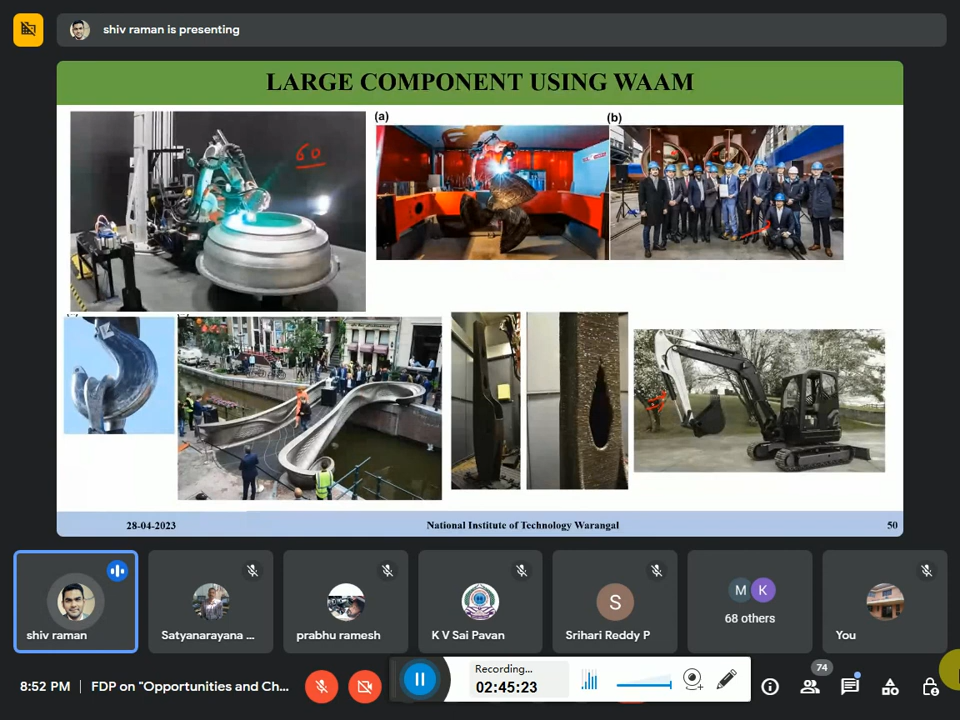 shiv raman is presenting
LARGE COMPONENT USING WAAM
(a)
(b)
60
28-04-2023
National Institute of Technology Warangal
50
shiv raman
Satyanarayana ...
prabhu ramesh
K V Sai Pavan
S
Srihari Reddy P
M
K
68 others
You
8:52 PM
FDP on "Opportunities and Ch...
Recording...
02:45:23
74